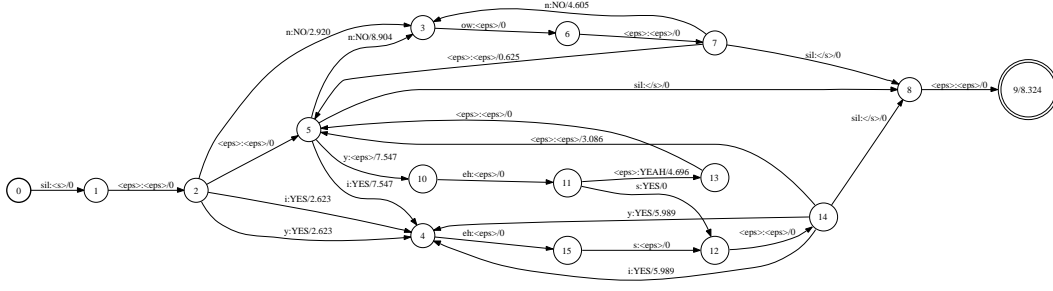 n:NO/4.605
n:NO/2.920
3
ow:<eps>/0
6
<eps>:<eps>/0
7
n:NO/8.904
<eps>:<eps>/0.625
sil:</s>/0
sil:</s>/0
8
<eps>:<eps>/0
9/8.324
<eps>:<eps>/0
sil:</s>/0
5
<eps>:<eps>/0
<eps>:<eps>/3.086
y:<eps>/7.547
0
sil:<s>/0
1
<eps>:<eps>/0
2
i:YES/7.547
10
eh:<eps>/0
11
<eps>:YEAH/4.696
13
s:YES/0
i:YES/2.623
y:YES/2.623
4
y:YES/5.989
14
eh:<eps>/0
15
s:<eps>/0
12
<eps>:<eps>/0
i:YES/5.989